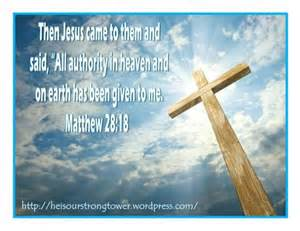 Then Jesus came to them and
said, "All authority in heaven and
on earth has been given to me.
Matthew 28:18
http://heisourstrongtower.wordpress.com/